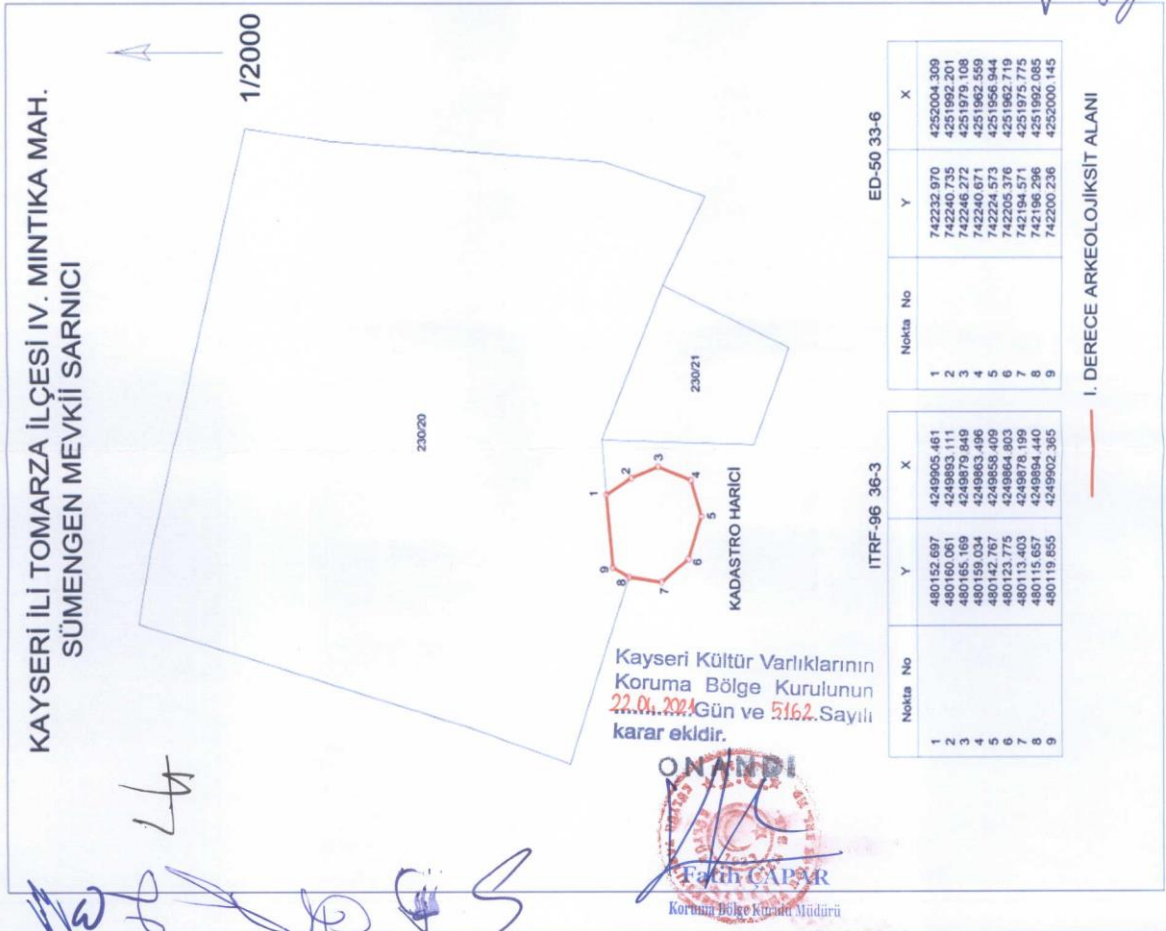 KAYSERİ İLİ TOMARZA İLÇESİ IV. MINTIKA MAH.
SÜMENGEN MEVKİİ SARNICI
1/2000
230/20
230/21
1
2
3
4
5
6
7
8
9
KADASTRO HARİCİ
ITRF-96 36-3
Nokta No Y X
1 480152.697 4249905.461
2 480160.061 4249893.111
3 480165.169 4249879.849
4 480159.034 4249863.496
5 480142.767 4249858.409
6 480123.775 4249864.803
7 480113.403 4249878.199
8 480115.657 4249894.440
9 480119.855 4249902.365
ED-50 33-6
Nokta No Y X
1 742232.970 4252004.309
2 742240.735 4251992.201
3 742246.272 4251979.108
4 742240.671 4251962.559
5 742224.573 4251956.944
6 742205.376 4251962.719
7 742194.571 4251975.775
8 742196.296 4251992.085
9 742200.236 4252000.145
I. DERECE ARKEOLOJİKSİT ALANI
Kayseri Kültür Varlıklarının
Koruma Bölge Kurulunun
22.04.2021 Gün ve 5162 Sayılı
karar ekidir.
ONANDI
Fatih ÇAPAR
Koruma Bölge Kurulu Müdürü